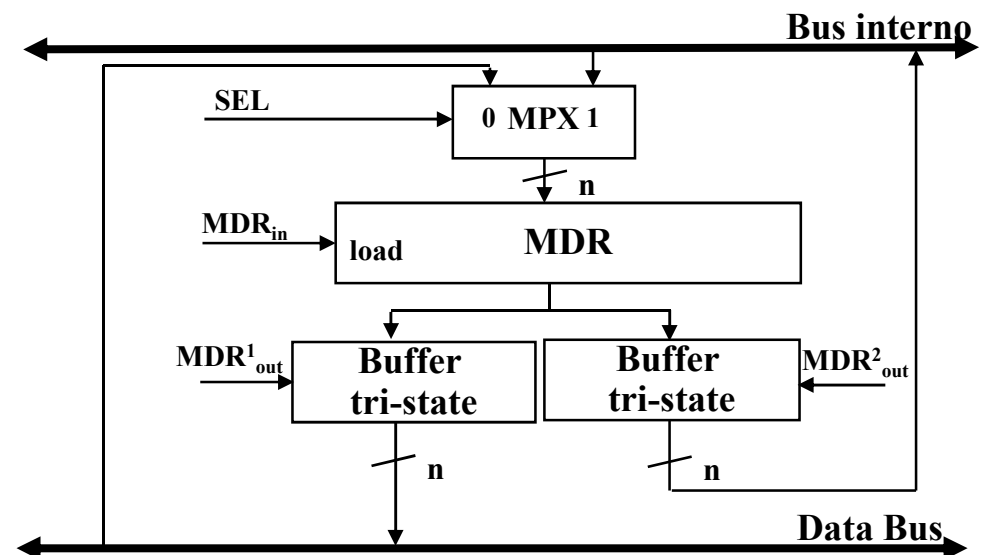 Bus interno
SEL
0 MPX 1
n
MDRin
load
MDR
MDR1out
Buffer
tri-state
Buffer
tri-state
MDR2out
n
n
Data Bus